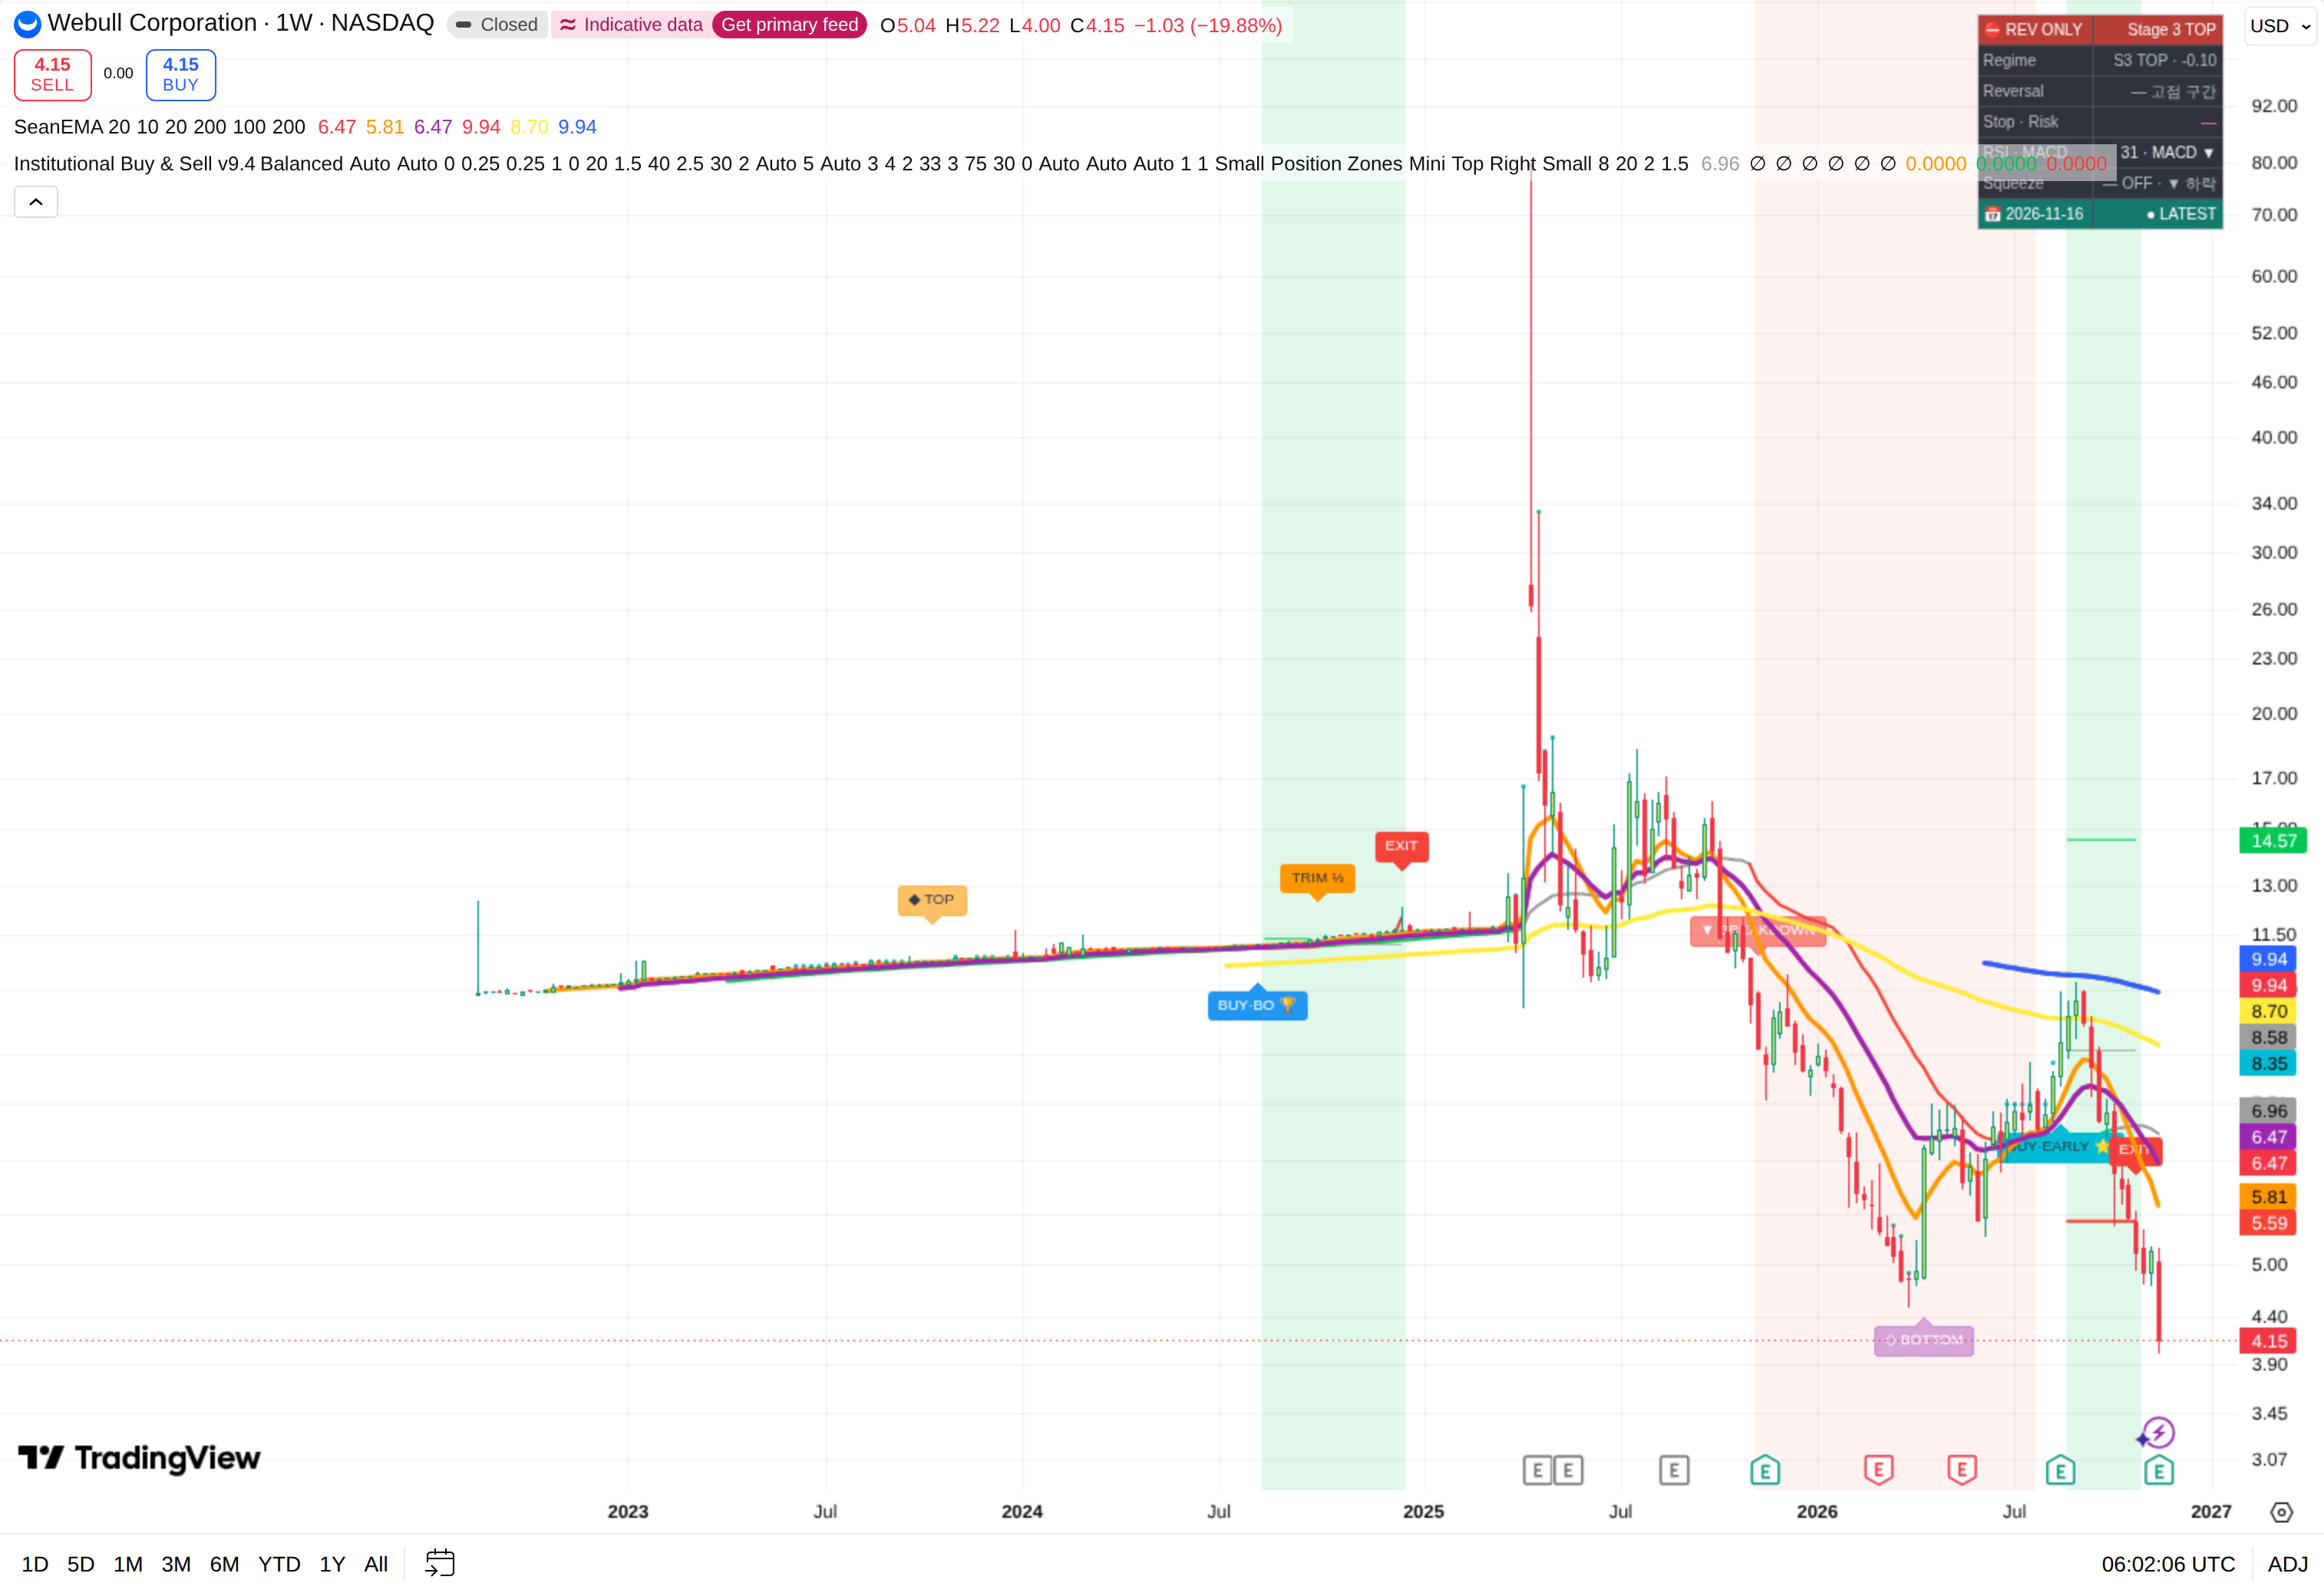 Webull Corporation · 1W · NASDAQ Closed Indicative data Get primary feed O5.04 H5.22 L4.00 C4.15 −1.03 (−19.88%)
4.15 SELL
0.00
4.15 BUY
SeanEMA 20 10 20 200 100 200 6.47 5.81 6.47 9.94 8.70 9.94
Institutional Buy & Sell v9.4 Balanced Auto Auto 0 0.25 0.25 1 0 20 1.5 40 2.5 30 2 Auto 5 Auto 3 4 2 33 3 75 30 0 Auto Auto Auto 1 1 Small Position Zones Mini Top Right Small 8 20 2 1.5 6.96 ∅ ∅ ∅ ∅ ∅ ∅ 0.0000 0.0000 0.0000
⛔ REV ONLY Stage 3 TOP
Regime S3 TOP · -0.10
Reversal — 고점 구간
Stop · Risk —
RSI · MACD 31 · MACD ▼
Squeeze — OFF · ▼ 하락
📅 2026-11-16 ● LATEST
USD
92.00
80.00
70.00
60.00
52.00
46.00
40.00
34.00
30.00
26.00
23.00
20.00
17.00
14.57
13.00
11.50
9.94
9.94
8.70
8.58
8.35
6.96
6.47
6.47
5.81
5.59
5.00
4.40
4.15
3.90
3.45
3.07
◆ TOP
TRIM ⅓
EXIT
BUY-BO 🏆
▼ BREAKDOWN
BUY-EARLY ⭐
EXIT
◇ BOTTOM
TradingView
E E E E E E E E
2023 Jul 2024 Jul 2025 Jul 2026 Jul 2027
1D 5D 1M 3M 6M YTD 1Y All
06:02:06 UTC ADJ